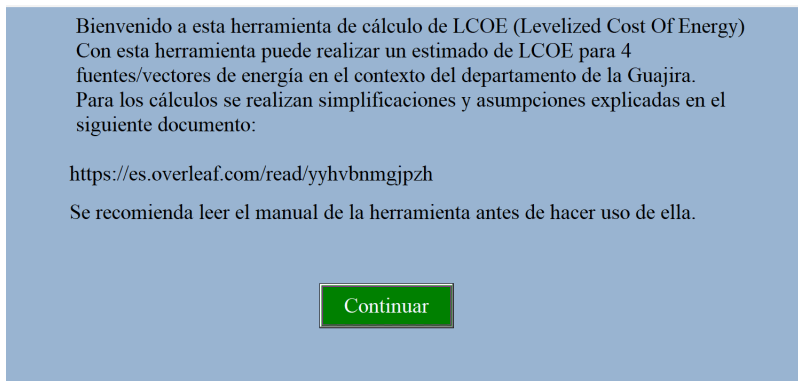 Bienvenido a esta herramienta de cálculo de LCOE (Levelized Cost Of Energy)
Con esta herramienta puede realizar un estimado de LCOE para 4
fuentes/vectores de energía en el contexto del departamento de la Guajira.
Para los cálculos se realizan simplificaciones y asumpciones explicadas en el
siguiente documento:
https://es.overleaf.com/read/yyhvbnmgjpzh
Se recomienda leer el manual de la herramienta antes de hacer uso de ella.
Continuar